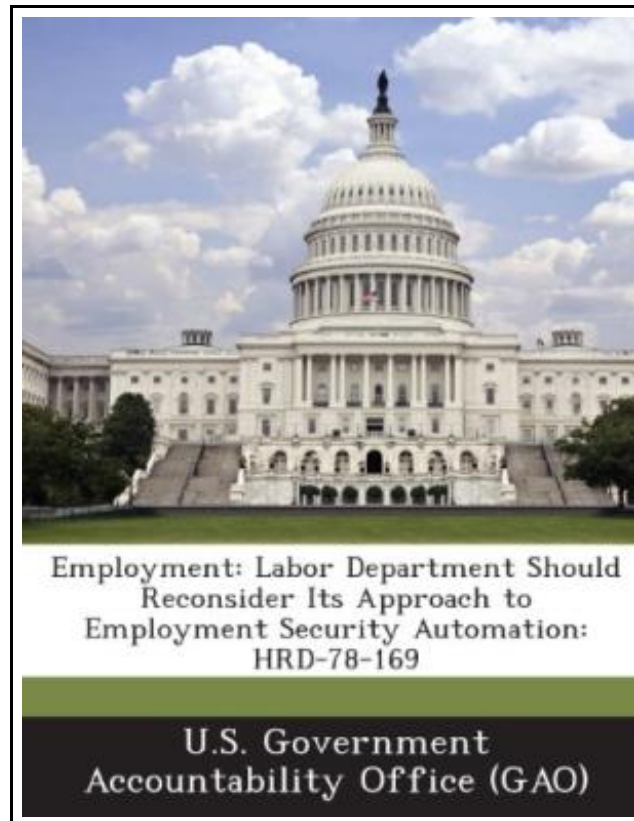 Employment: Labor Department Should
Reconsider Its Approach to
Employment Security Automation:
HRD-78-169
U.S. Government
Accountability Office (GAO)